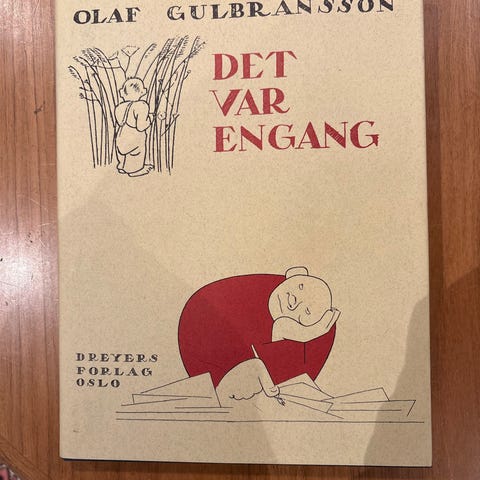 OLAF GULBRANSSON
DET
VAR
ENGANG
DREYERS
FORLAG
OSLO